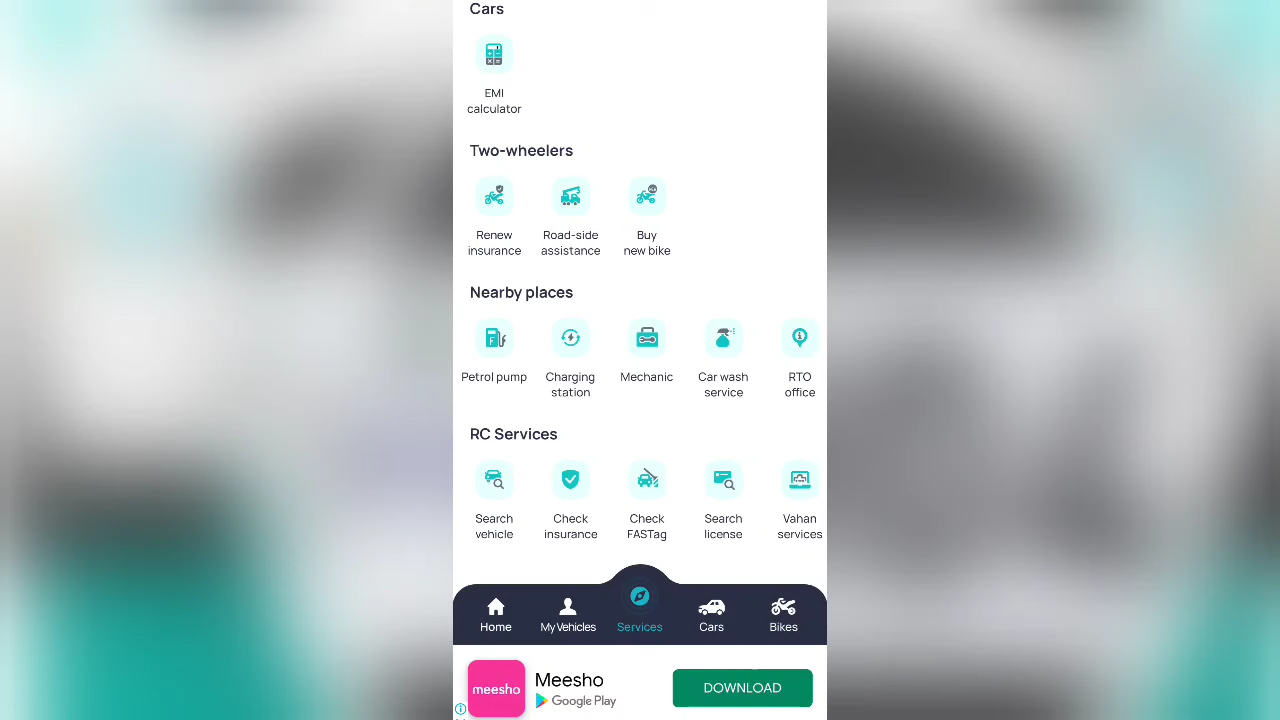 Cars
EMI
calculator
Two-wheelers
Renew
insurance
Road-side
assistance
Buy
new bike
Nearby places
Petrol pump
Charging
station
Mechanic
Car wash
service
RTO
office
RC Services
Search
vehicle
Check
insurance
Check
FASTag
Search
license
Vahan
services
Home
My Vehicles
Services
Cars
Bikes
meesho
Meesho
Google Play
DOWNLOAD